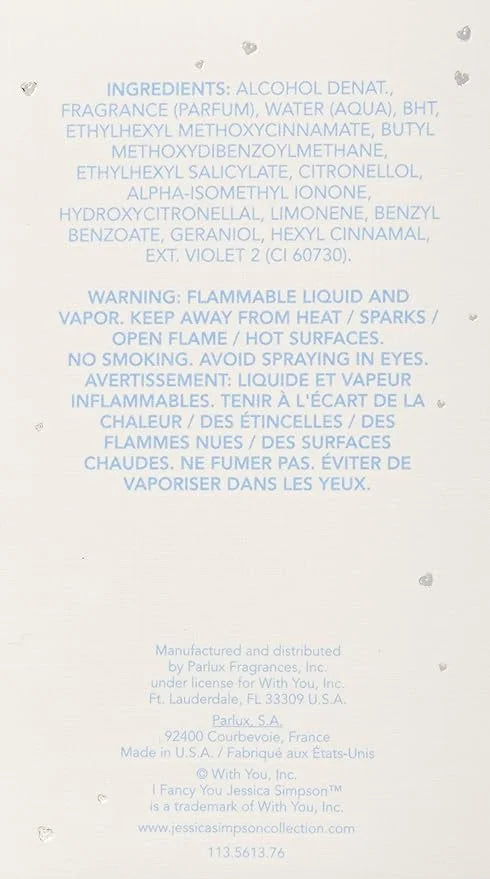 INGREDIENTS: ALCOHOL DENAT.,
FRAGRANCE (PARFUM), WATER (AQUA), BHT,
ETHYLHEXYL METHOXYCINNAMATE, BUTYL
METHOXYDIBENZOYLMETHANE,
ETHYLHEXYL SALICYLATE, CITRONELLOL,
ALPHA-ISOMETHYL IONONE,
HYDROXYCITRONELLAL, LIMONENE, BENZYL
BENZOATE, GERANIOL, HEXYL CINNAMAL,
EXT. VIOLET 2 (CI 60730).
WARNING: FLAMMABLE LIQUID AND
VAPOR. KEEP AWAY FROM HEAT / SPARKS /
OPEN FLAME / HOT SURFACES.
NO SMOKING. AVOID SPRAYING IN EYES.
AVERTISSEMENT: LIQUIDE ET VAPEUR
INFLAMMABLES. TENIR À L'ÉCART DE LA
CHALEUR / DES ÉTINCELLES / DES
FLAMMES NUES / DES SURFACES
CHAUDES. NE FUMER PAS. ÉVITER DE
VAPORISER DANS LES YEUX.
Manufactured and distributed
by Parlux Fragrances, Inc.
under license for With You, Inc.
Ft. Lauderdale, FL 33309 U.S.A.
Parlux, S.A.
92400 Courbevoie, France
Made in U.S.A. / Fabriqué aux États-Unis
© With You, Inc.
I Fancy You Jessica Simpson™
is a trademark of With You, Inc.
www.jessicasimpsoncollection.com
113.5613.76